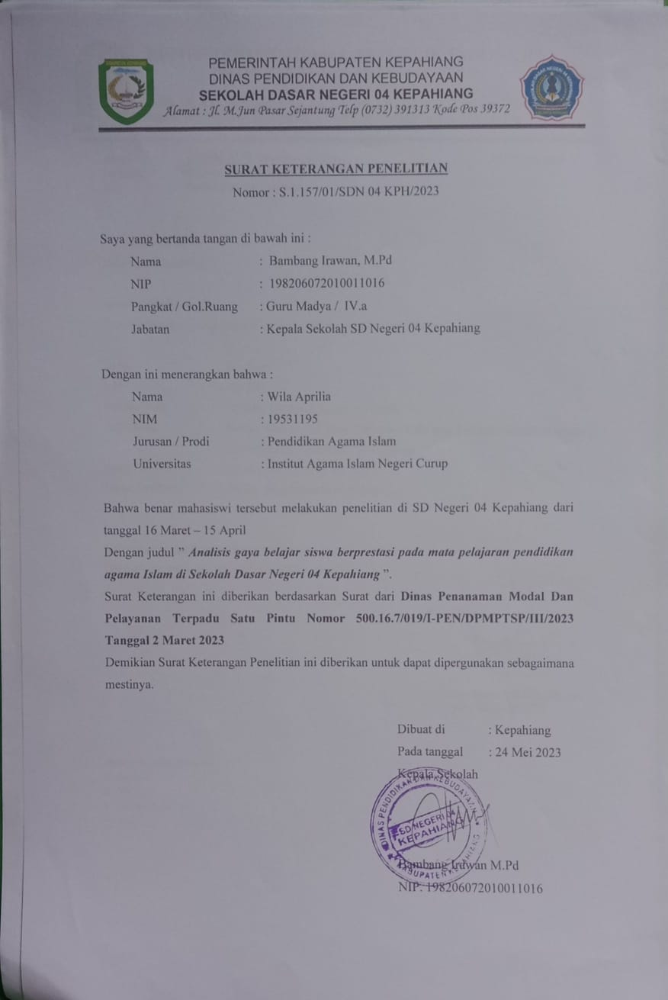 PEMERINTAH KABUPATEN KEPAHIANG
DINAS PENDIDIKAN DAN KEBUDAYAAN
SEKOLAH DASAR NEGERI 04 KEPAHIANG
Alamat : Jl. M.Jun Pasar Sejantung Telp (0732) 391313 Kode Pos 39372
SURAT KETERANGAN PENELITIAN
Nomor : S.1.157/01/SDN 04 KPH/2023
Saya yang bertanda tangan di bawah ini :
Nama : Bambang Irawan, M.Pd
NIP : 198206072010011016
Pangkat / Gol.Ruang : Guru Madya / IV.a
Jabatan : Kepala Sekolah SD Negeri 04 Kepahiang
Dengan ini menerangkan bahwa :
Nama : Wila Aprilia
NIM : 19531195
Jurusan / Prodi : Pendidikan Agama Islam
Universitas : Institut Agama Islam Negeri Curup
Bahwa benar mahasiswi tersebut melakukan penelitian di SD Negeri 04 Kepahiang dari
tanggal 16 Maret – 15 April
Dengan judul ” Analisis gaya belajar siswa berprestasi pada mata pelajaran pendidikan
agama Islam di Sekolah Dasar Negeri 04 Kepahiang ”.
Surat Keterangan ini diberikan berdasarkan Surat dari Dinas Penanaman Modal Dan
Pelayanan Terpadu Satu Pintu Nomor 500.16.7/019/I-PEN/DPMPTSP/III/2023
Tanggal 2 Maret 2023
Demikian Surat Keterangan Penelitian ini diberikan untuk dapat dipergunakan sebagaimana
mestinya.
Dibuat di : Kepahiang
Pada tanggal : 24 Mei 2023
Kepala Sekolah
DINAS PENDIDIKAN DAN KEBUDAYAAN
SD NEGERI 04
KEPAHIANG
KABUPATEN KEPAHIANG
Bambang Irawan M.Pd
NIP. 198206072010011016